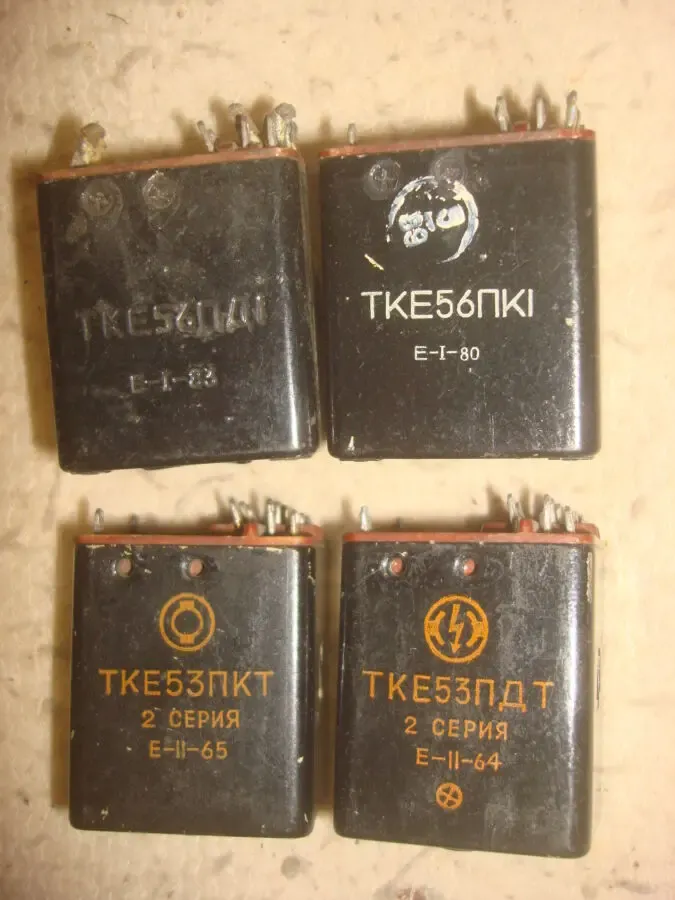 ТКЕ56ПД1
Е-I-83
ТКЕ56ПК1
Е-I-80
ТКЕ53ПКТ
2 СЕРИЯ
Е-II-65
ТКЕ53ПДТ
2 СЕРИЯ
Е-II-64